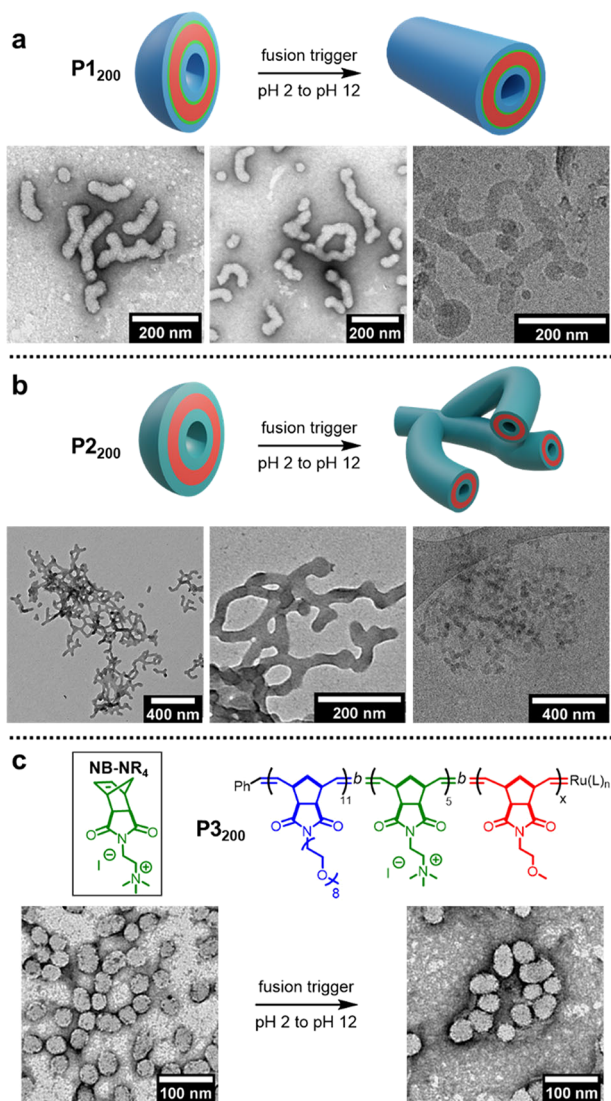 a
P1₂₀₀
fusion trigger
pH 2 to pH 12
200 nm
200 nm
200 nm
b
P2₂₀₀
fusion trigger
pH 2 to pH 12
400 nm
200 nm
400 nm
c
NB-NR₄
O N O
I ⊖
N ⊕
P3₂₀₀
Ph ( ) b ( ) b ( ) Ru(L)ₙ
11 5 x
O N O O N O O N O
O 8
I ⊖
N ⊕
O
fusion trigger
pH 2 to pH 12
100 nm
100 nm